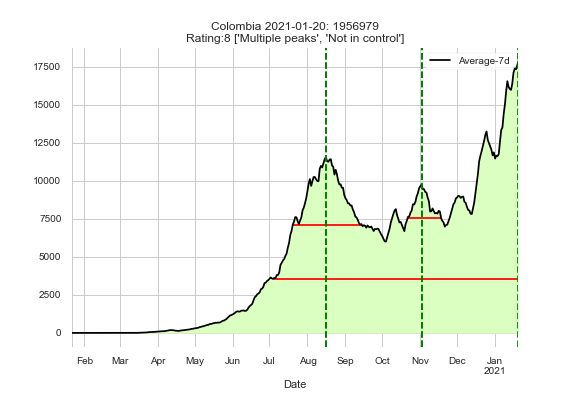 Colombia 2021-01-20: 1956979
Rating:8 ['Multiple peaks', 'Not in control']
Average-7d
17500
15000
12500
10000
7500
5000
2500
0
Feb Mar Apr May Jun Jul Aug Sep Oct Nov Dec Jan
2021
Date